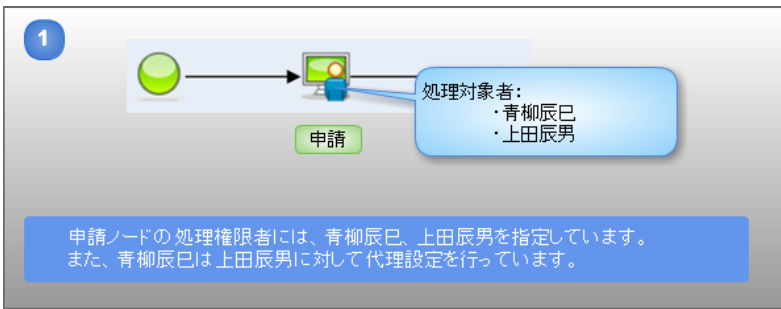 1
処理対象者:
・青柳辰巳
・上田辰男
申請
申請ノードの処理権限者には、青柳辰巳、上田辰男を指定しています。
また、青柳辰巳は上田辰男に対して代理設定を行っています。